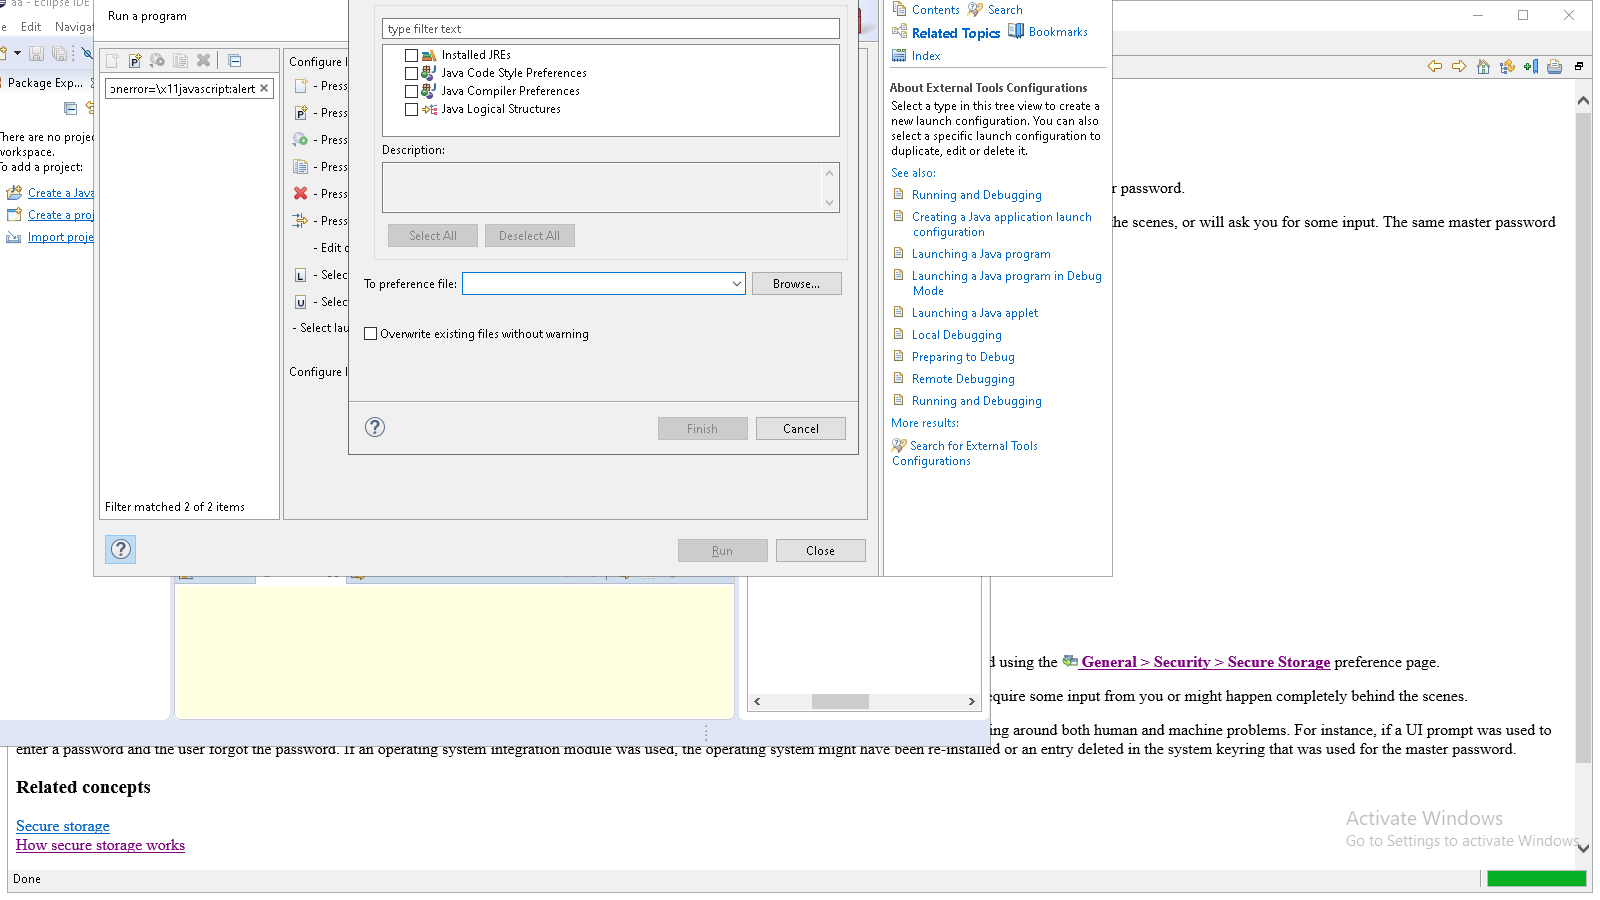 aa - Eclipse IDE
Edit
Navigat
Package Exp...
There are no proje
workspace.
To add a project:
Create a Java
Create a proj
Import proje
Run a program
onerror=\x11javascript:alert
Filter matched 2 of 2 items
Configure l
- Press
- Press
- Press
- Press
- Press
- Press
- Edit
- Selec
- Selec
- Select lau
Configure l
type filter text
Installed JREs
Java Code Style Preferences
Java Compiler Preferences
Java Logical Structures
Description:
Select All
Deselect All
To preference file:
Browse...
Overwrite existing files without warning
Finish
Cancel
Run
Close
Contents
Search
Related Topics
Bookmarks
Index
About External Tools Configurations
Select a type in this tree view to create a
new launch configuration. You can also
select a specific launch configuration to
duplicate, edit or delete it.
See also:
Running and Debugging
Creating a Java application launch
configuration
Launching a Java program
Launching a Java program in Debug
Mode
Launching a Java applet
Local Debugging
Preparing to Debug
Remote Debugging
Running and Debugging
More results:
Search for External Tools
Configurations
r password.
he scenes, or will ask you for some input. The same master password
d using the General > Security > Secure Storage preference page.
equire some input from you or might happen completely behind the scenes.
ing around both human and machine problems. For instance, if a UI prompt was used to
enter a password and the user forgot the password. If an operating system integration module was used, the operating system might have been re-installed or an entry deleted in the system keyring that was used for the master password.
Related concepts
Secure storage
How secure storage works
Activate Windows
Go to Settings to activate Windows.
Done